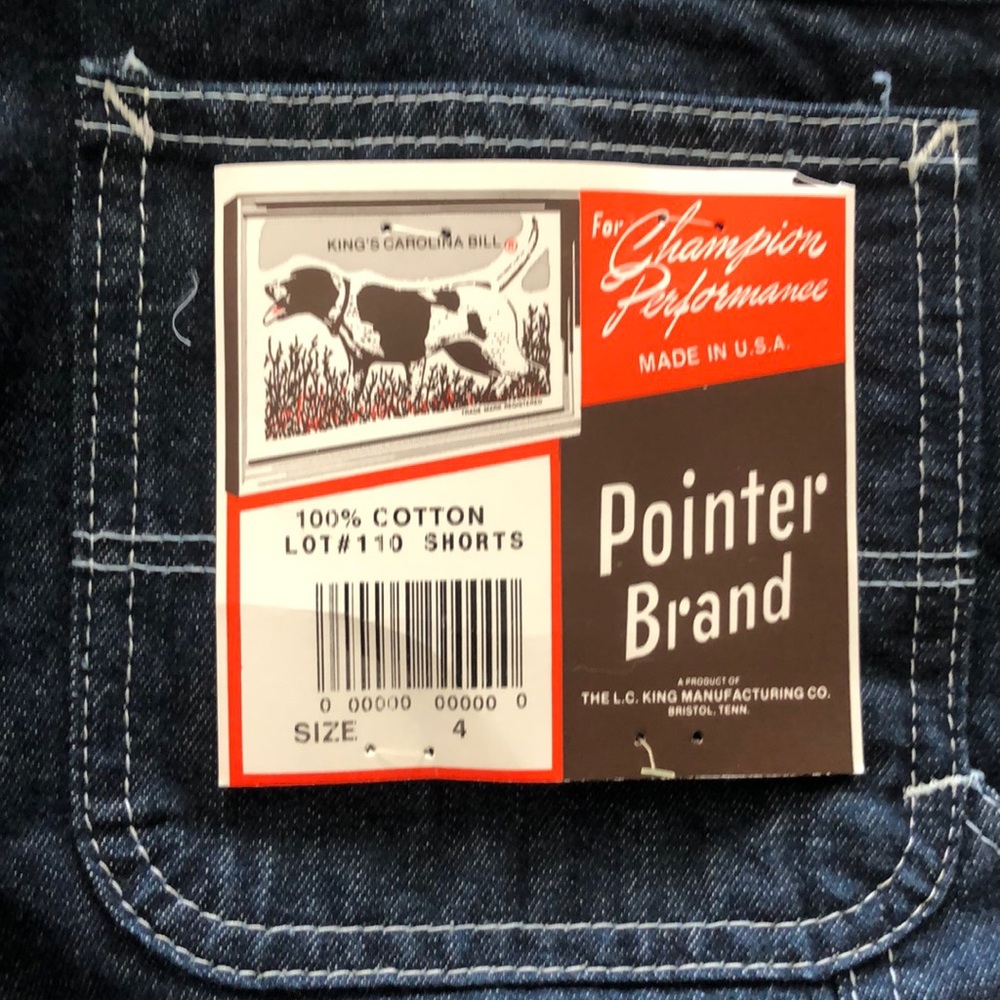 KING'S CAROLINA BILL®
TRADE MARK REGISTERED
For Champion
Performance
MADE IN U.S.A.
100% COTTON
LOT#110 SHORTS
0 00000 00000 0
SIZE 4
Pointer
Brand
A PRODUCT OF
THE L.C. KING MANUFACTURING CO.
BRISTOL, TENN.